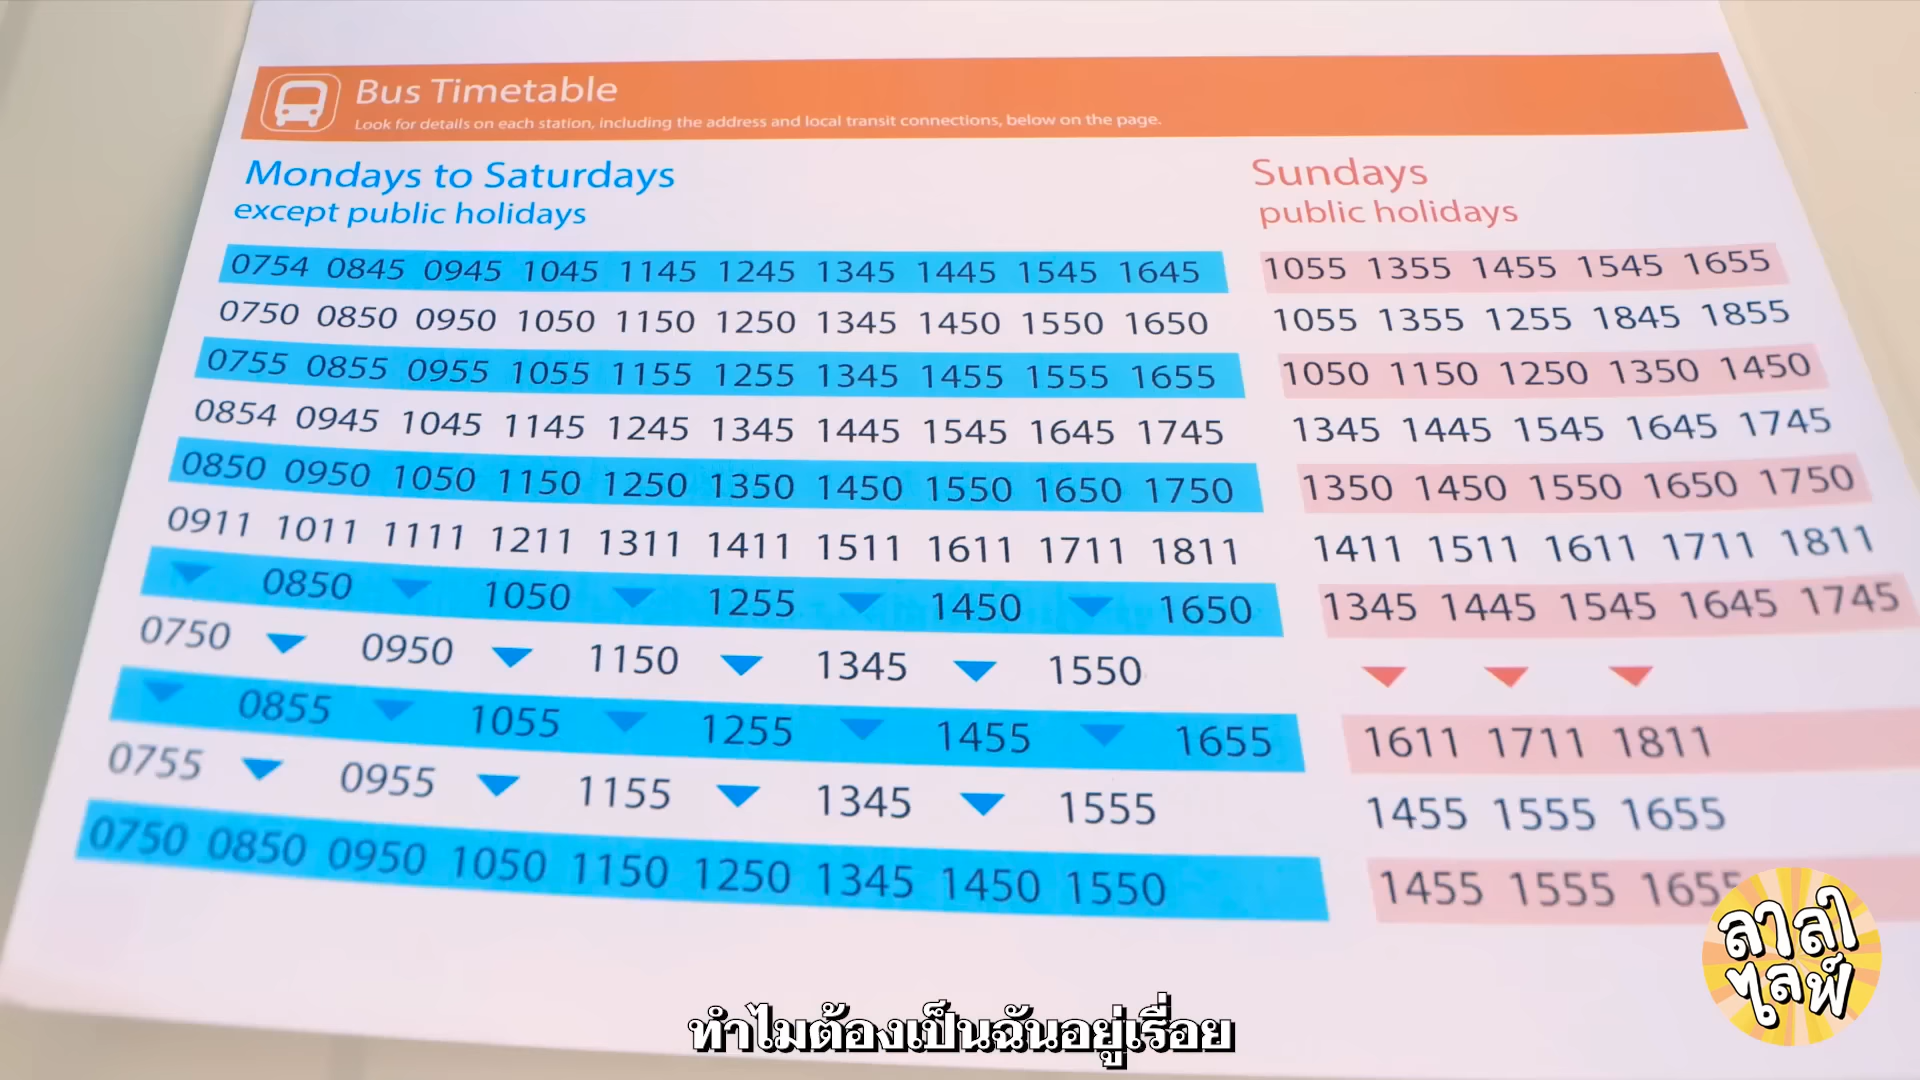 Bus Timetable
Look for details on each station, including the address and local transit connections, below on the page.
Mondays to Saturdays
except public holidays
Sundays
public holidays
0754 0845 0945 1045 1145 1245 1345 1445 1545 1645 1055 1355 1455 1545 1655
0750 0850 0950 1050 1150 1250 1345 1450 1550 1650 1055 1355 1255 1845 1855
0755 0855 0955 1055 1155 1255 1345 1455 1555 1655 1050 1150 1250 1350 1450
0854 0945 1045 1145 1245 1345 1445 1545 1645 1745 1345 1445 1545 1645 1745
0850 0950 1050 1150 1250 1350 1450 1550 1650 1750 1350 1450 1550 1650 1750
0911 1011 1111 1211 1311 1411 1511 1611 1711 1811 1411 1511 1611 1711 1811
0850 1050 1255 1450 1650 1345 1445 1545 1645 1745
0750 0950 1150 1345 1550
0855 1055 1255 1455 1655 1611 1711 1811
0755 0955 1155 1345 1555 1455 1555 1655
0750 0850 0950 1050 1150 1250 1345 1450 1550 1455 1555 1655
ลาลา
ไลฟ์
ทำไมต้องเป็นฉันอยู่เรื่อย